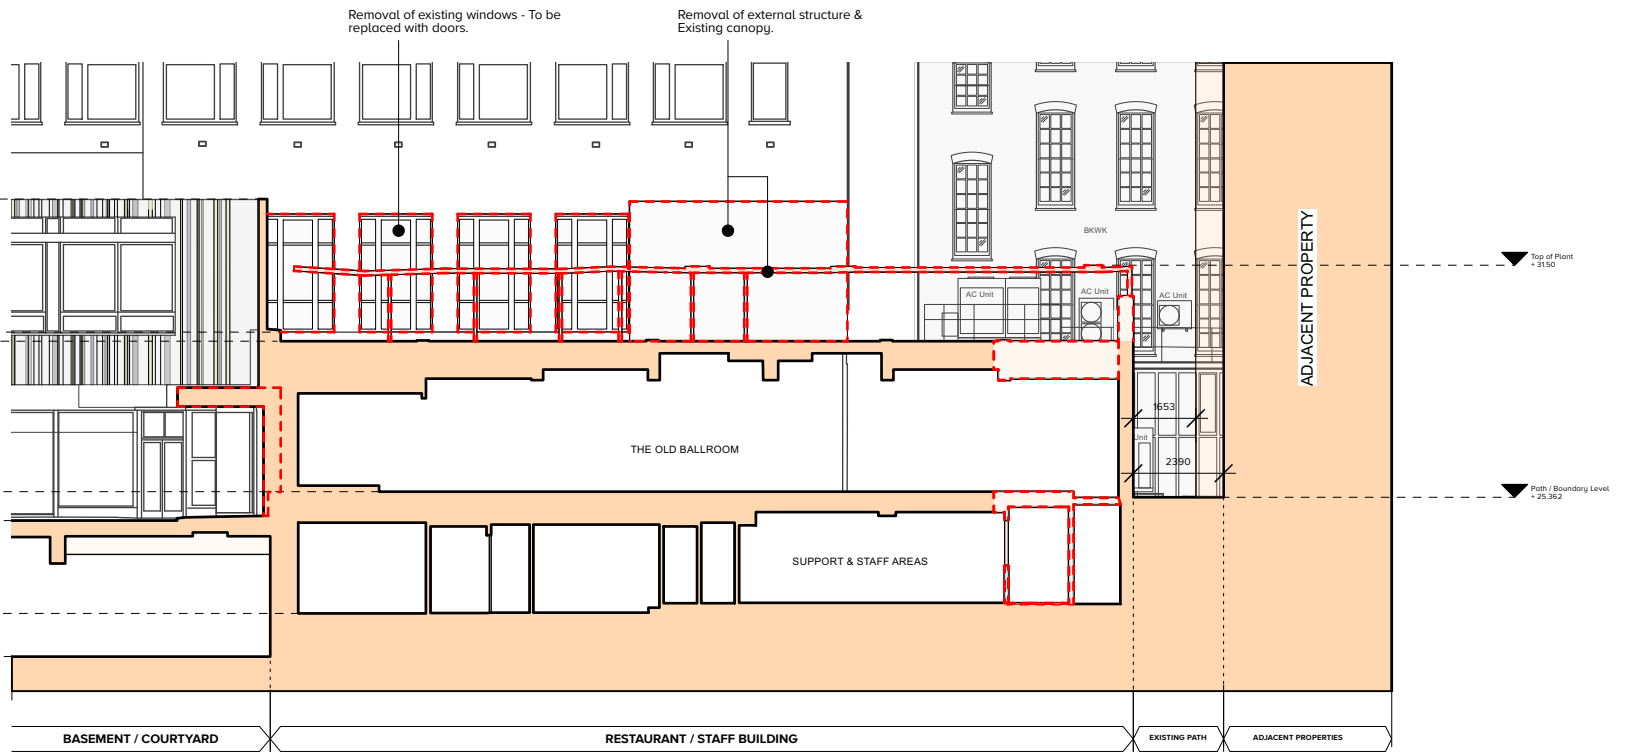 Removal of existing windows - To be
replaced with doors.
Removal of external structure &
Existing canopy.
BKWK
ADJACENT PROPERTY
Top of Plant
+ 31.50
AC Unit
AC Unit
AC Unit
1653
THE OLD BALLROOM
Unit
2390
Path / Boundary Level
+ 25.362
SUPPORT & STAFF AREAS
BASEMENT / COURTYARD
RESTAURANT / STAFF BUILDING
EXISTING PATH
ADJACENT PROPERTIES